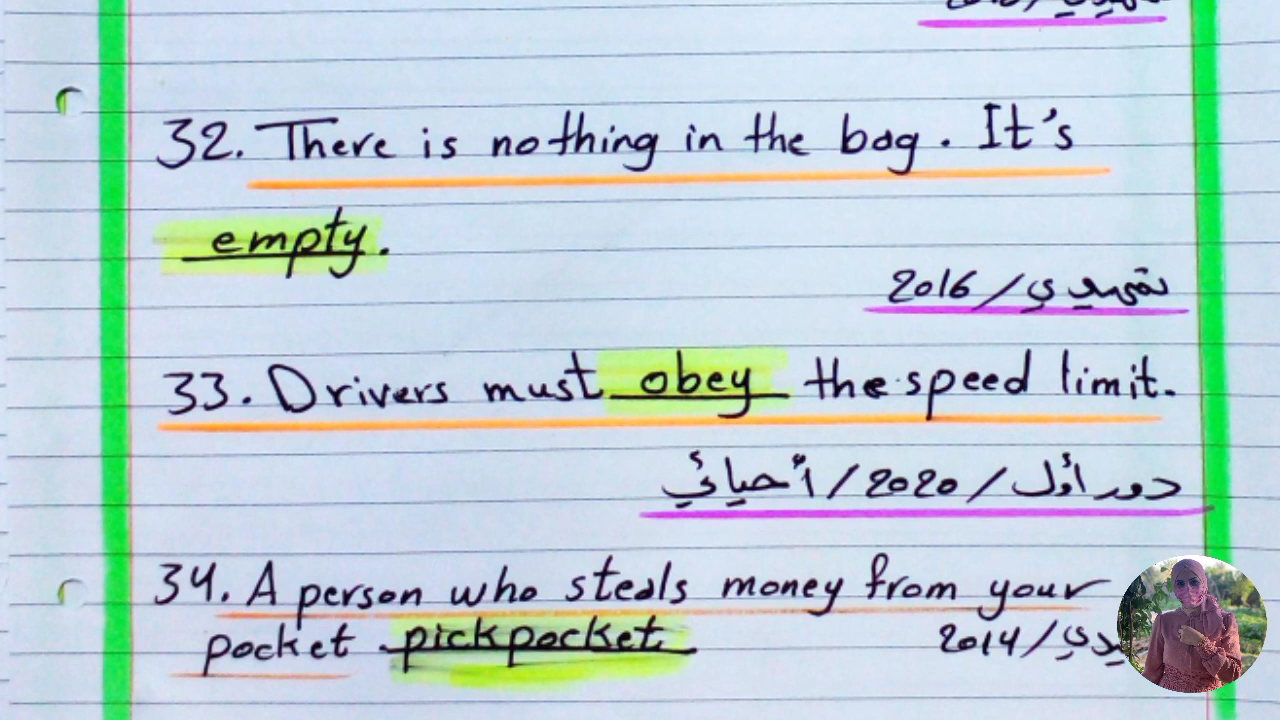 32. There is nothing in the bag. It's
empty.
تمهيدي/2016
33. Drivers must obey the speed limit.
دور أول/2020/أحيائي
34. A person who steals money from your
pocket pickpocket
2014/